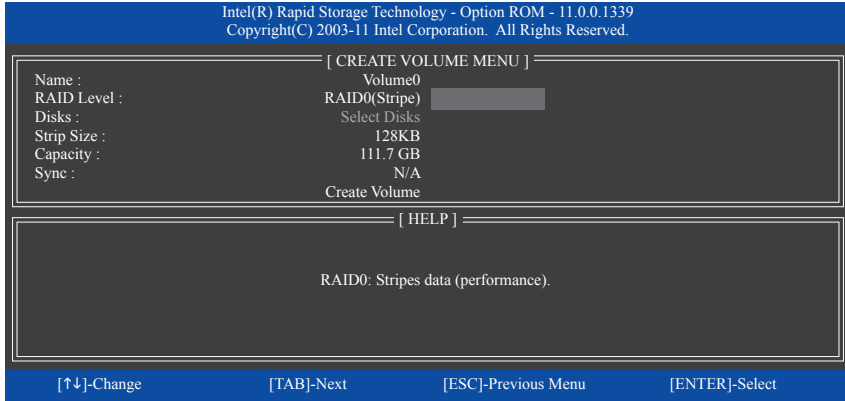 Intel(R) Rapid Storage Technology - Option ROM - 11.0.0.1339
Copyright(C) 2003-11 Intel Corporation. All Rights Reserved.
[ CREATE VOLUME MENU ]
Name : Volume0
RAID Level : RAID0(Stripe)
Disks : Select Disks
Strip Size : 128KB
Capacity : 111.7 GB
Sync : N/A
Create Volume
[ HELP ]
RAID0: Stripes data (performance).
[↑↓]-Change [TAB]-Next [ESC]-Previous Menu [ENTER]-Select